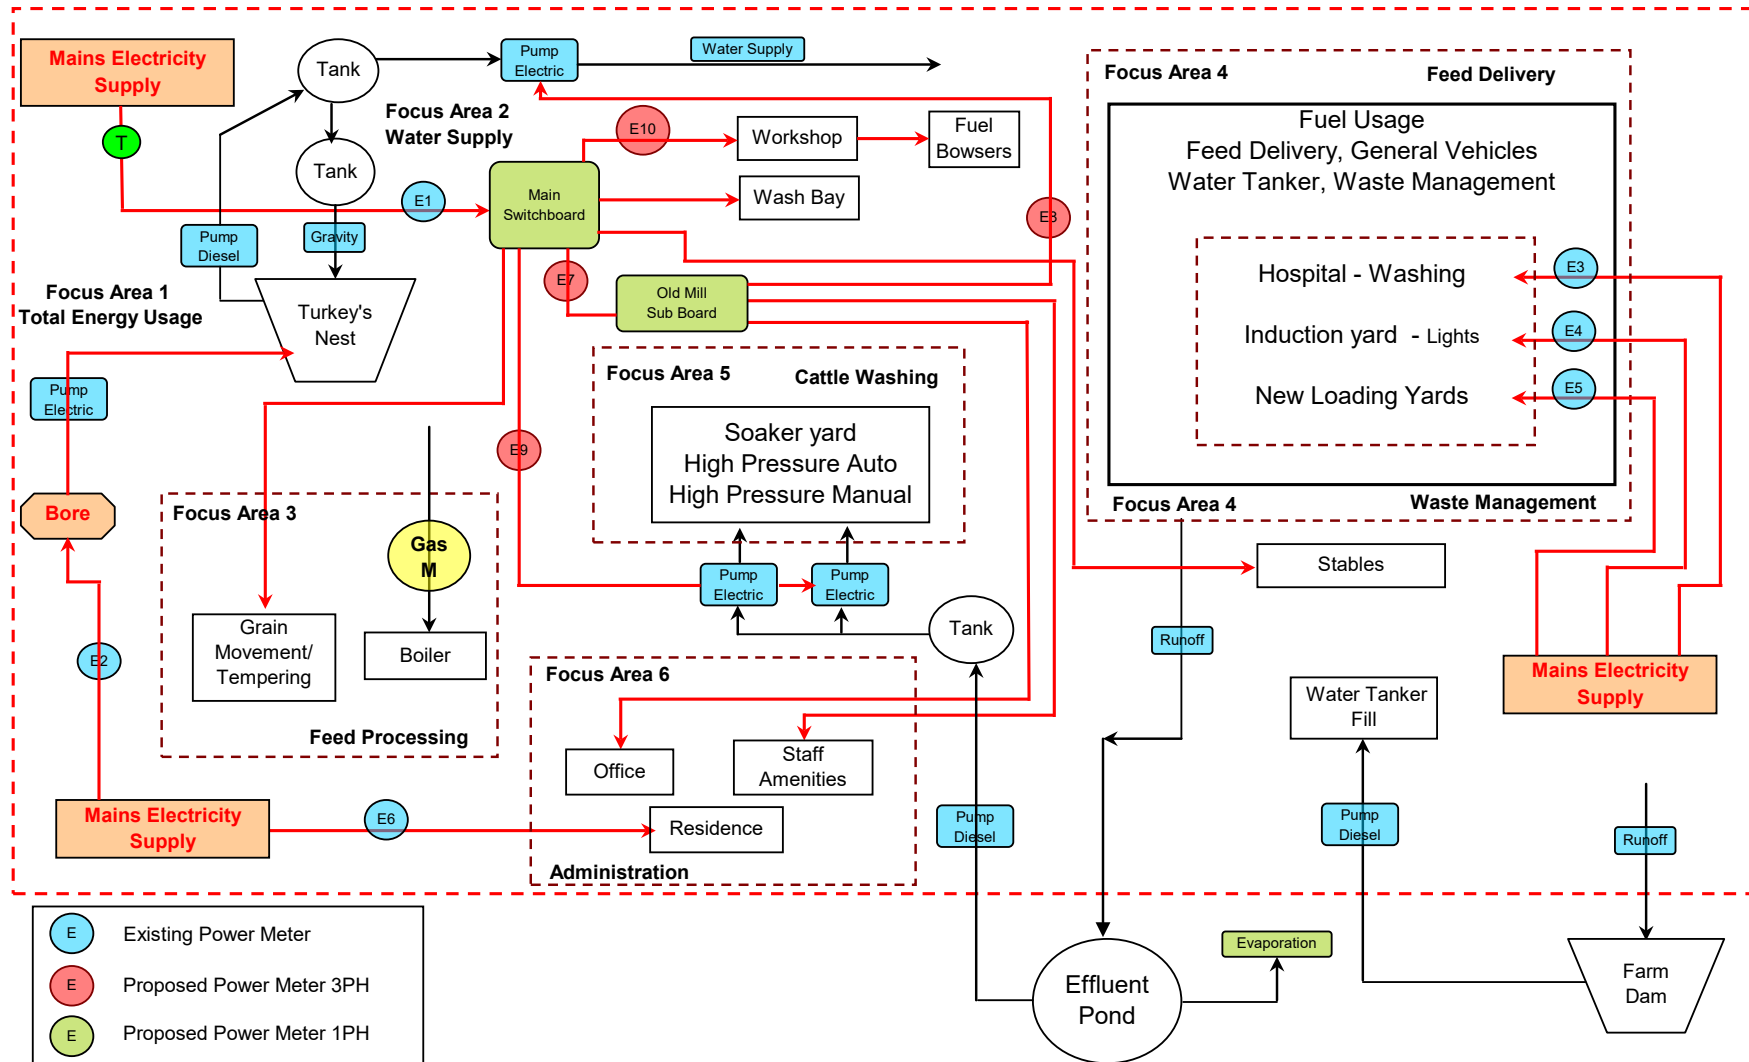 Mains Electricity
Supply
T
Tank
Tank
Pump
Electric
Water Supply
Focus Area 2
Water Supply
E1
Pump
Diesel
Gravity
Focus Area 1
Total Energy Usage
Turkey's
Nest
Main
Switchboard
E10
Workshop
Fuel
Bowsers
Wash Bay
E8
E7
Old Mill
Sub Board
Focus Area 4
Feed Delivery
Fuel Usage
Feed Delivery, General Vehicles
Water Tanker, Waste Management
Hospital - Washing
E3
Induction yard - Lights
E4
New Loading Yards
E5
Focus Area 4
Waste Management
Pump
Electric
Bore
E2
Focus Area 3
Gas
M
Grain
Movement/
Tempering
Boiler
Feed Processing
E9
Focus Area 5
Cattle Washing
Soaker yard
High Pressure Auto
High Pressure Manual
Pump
Electric
Pump
Electric
Tank
Stables
Runoff
Mains Electricity
Supply
Focus Area 6
Office
Staff
Amenities
Residence
Administration
Mains Electricity
Supply
E6
Pump
Diesel
Water Tanker
Fill
Pump
Diesel
Runoff
Effluent
Pond
Evaporation
Farm
Dam
E Existing Power Meter
E Proposed Power Meter 3PH
E Proposed Power Meter 1PH